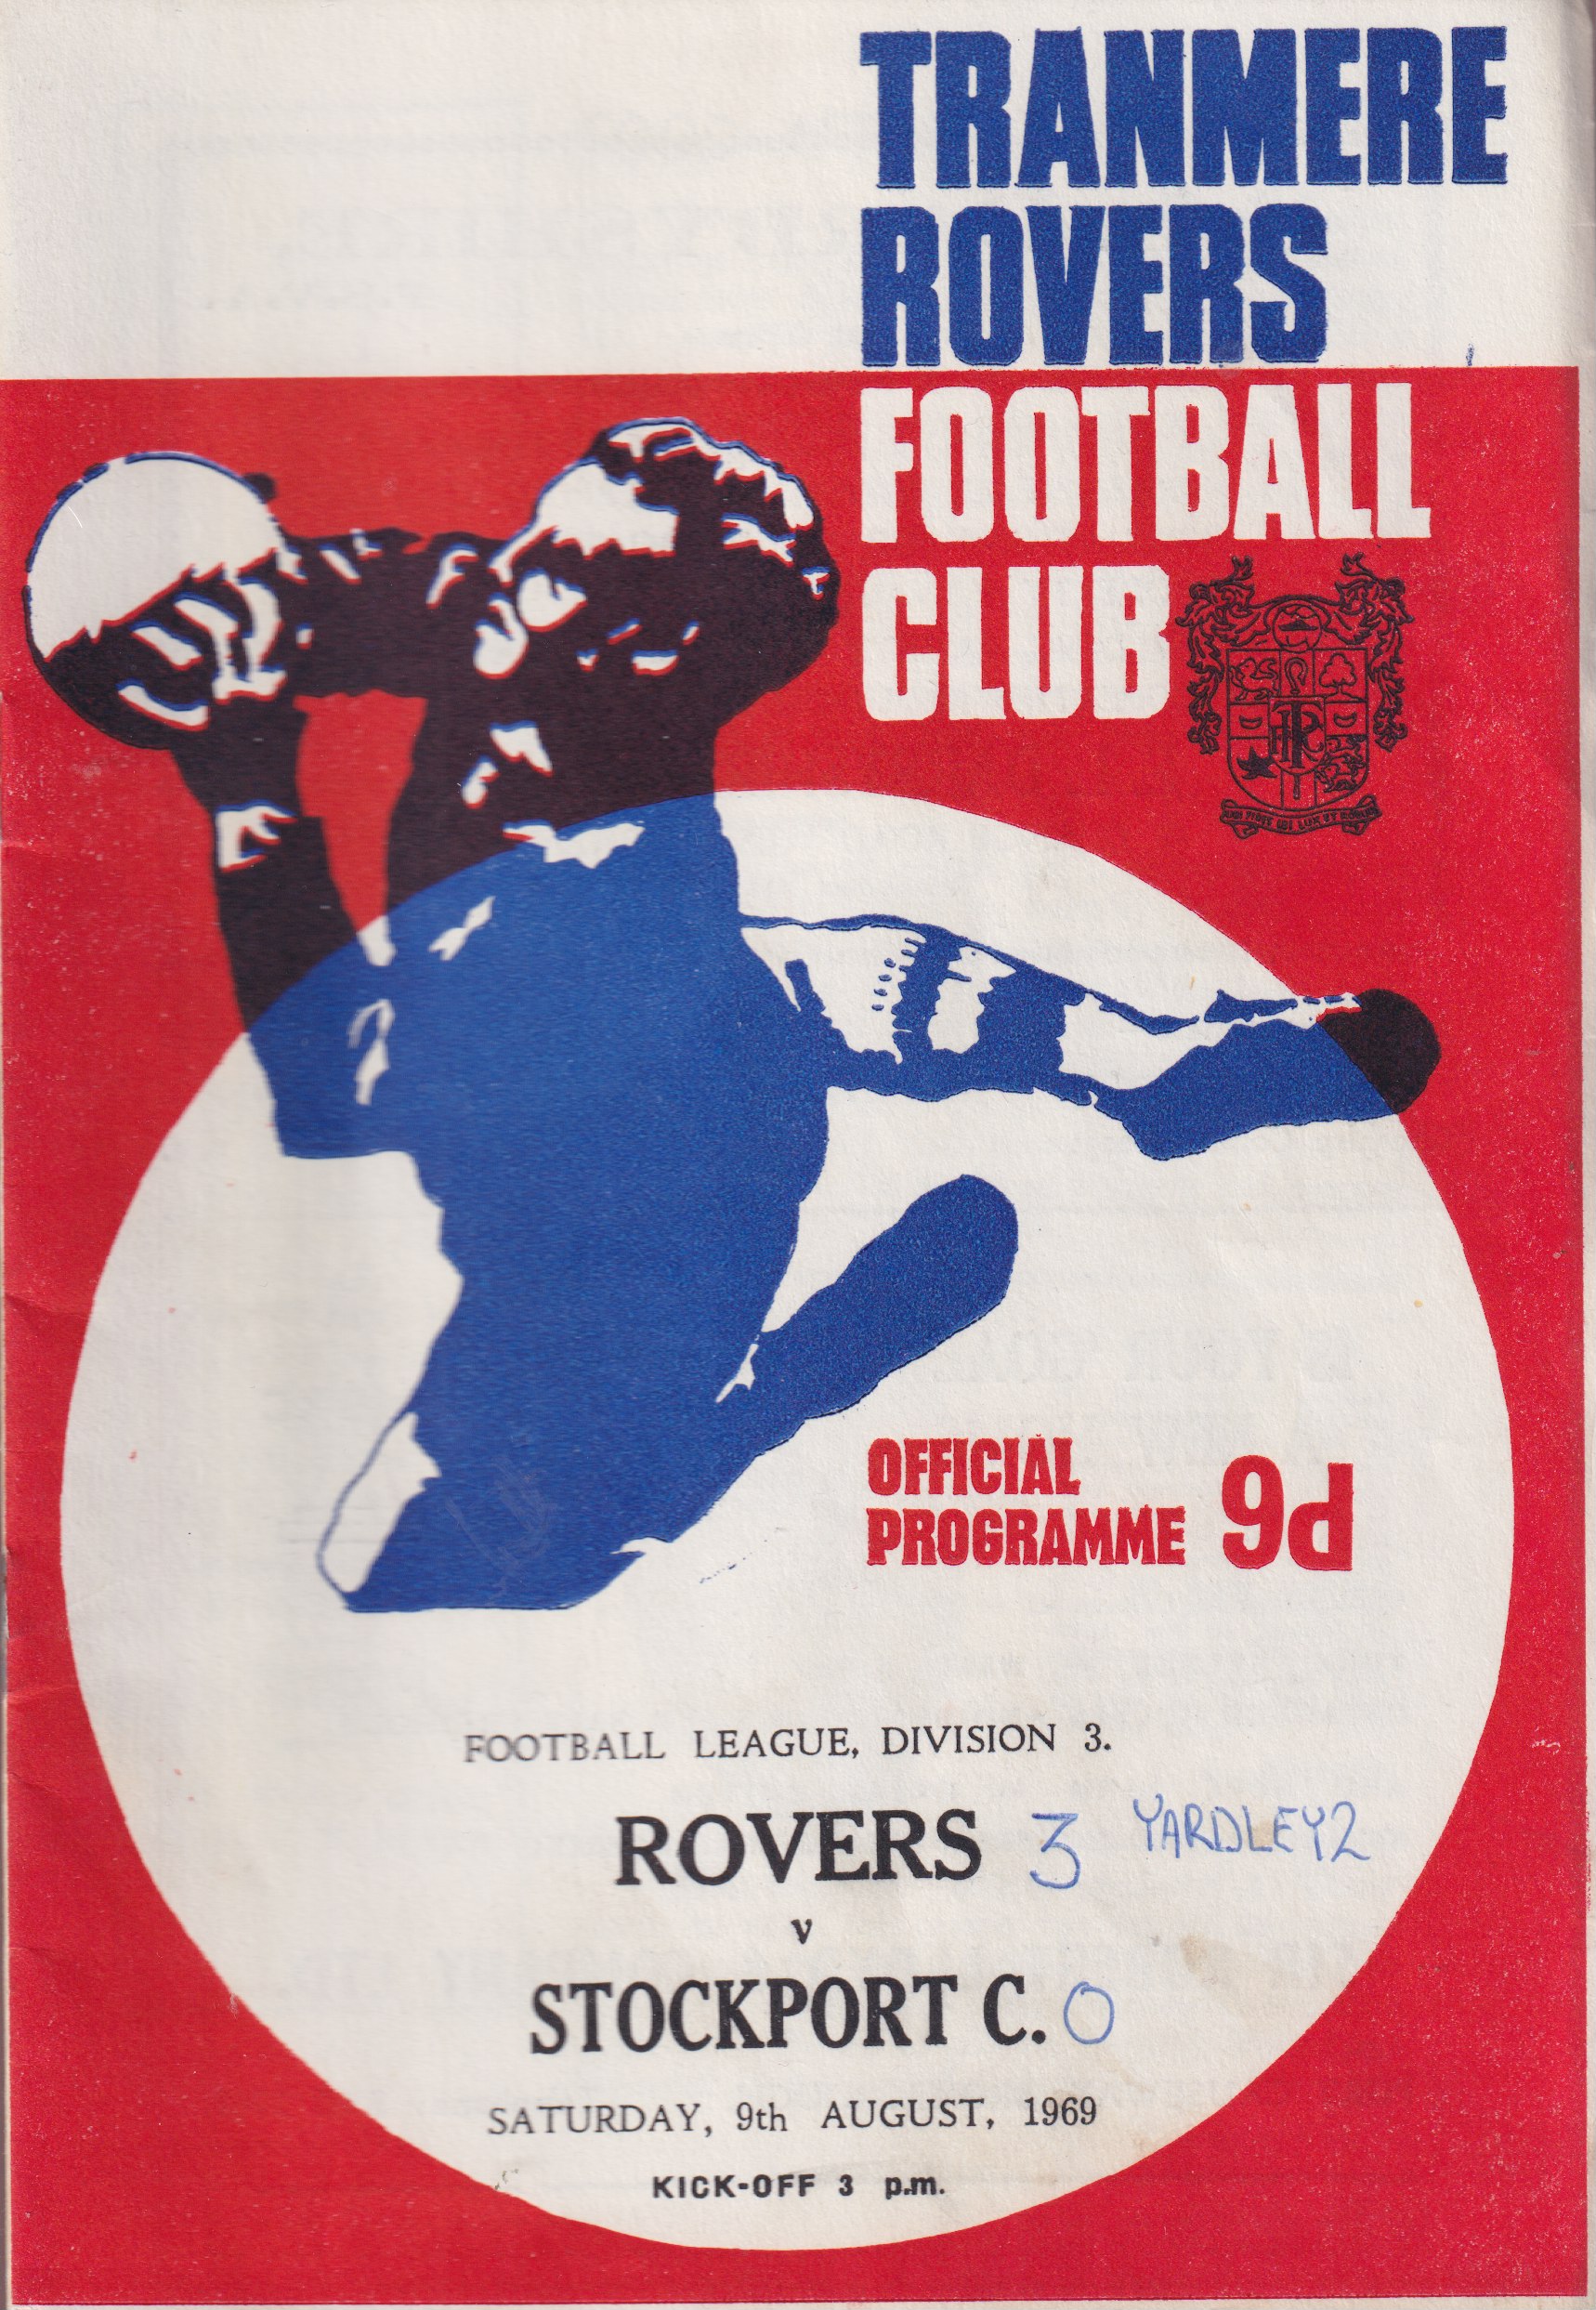 TRANMERE
ROVERS
FOOTBALL
CLUB
OFFICIAL
PROGRAMME 9d
FOOTBALL LEAGUE, DIVISION 3.
ROVERS 3 YARDLEY 2
v
STOCKPORT C. 0
SATURDAY, 9th AUGUST, 1969
KICK-OFF 3 p.m.